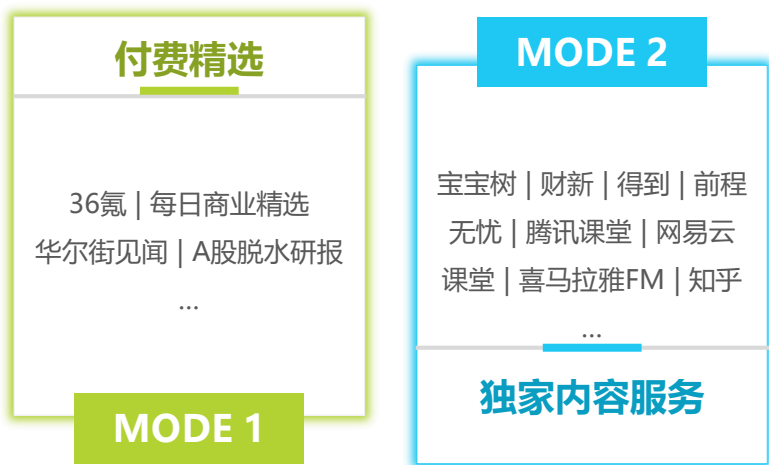 付费精选
36氪 | 每日商业精选
华尔街见闻 | A股脱水研报
...
MODE 1
MODE 2
宝宝树 | 财新 | 得到 | 前程
无忧 | 腾讯课堂 | 网易云
课堂 | 喜马拉雅FM | 知乎
...
独家内容服务